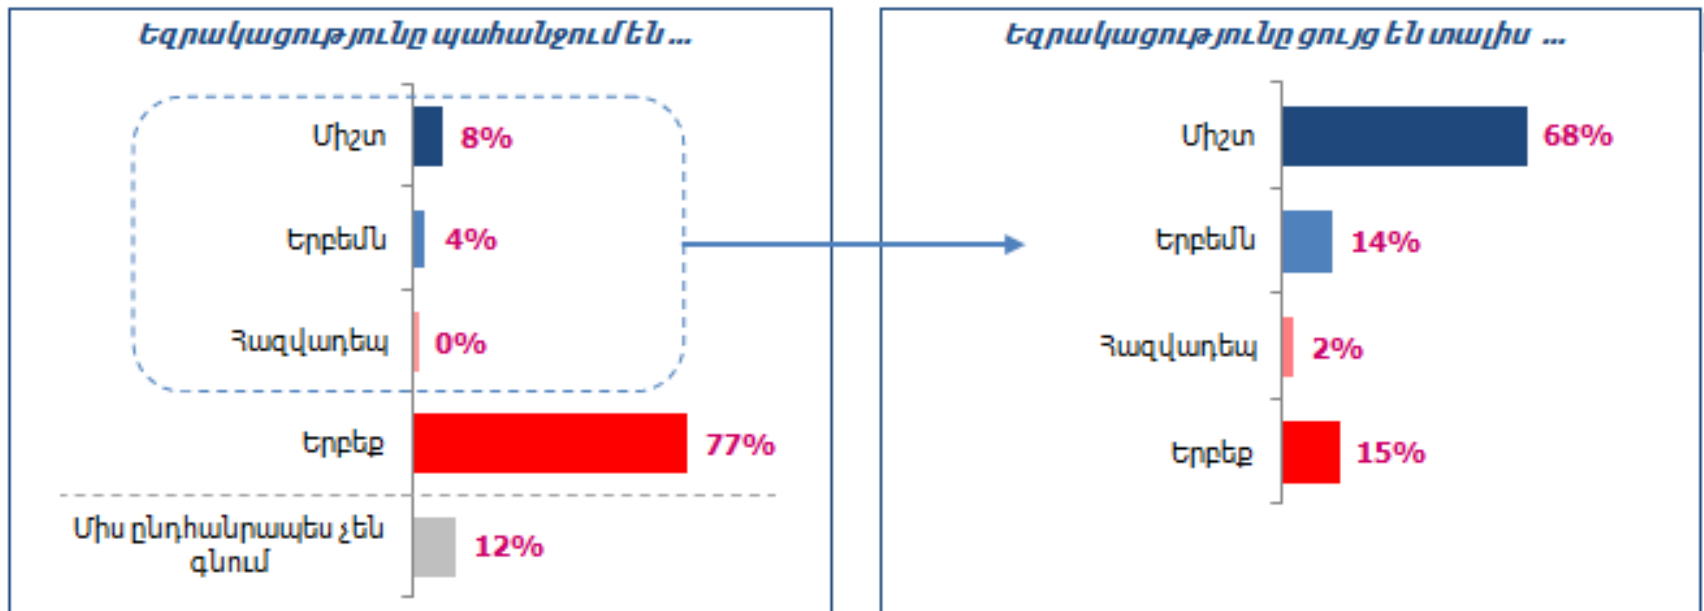 Եզրակացությունը պահանջում են ...
Միշտ
8%
Երբեմն
4%
Հազվադեպ
0%
Երբեք
77%
Միս ընդհանրապես չեն
գնում
12%
Եզրակացությունը ցույց են տալիս ...
Միշտ
68%
Երբեմն
14%
Հազվադեպ
2%
Երբեք
15%